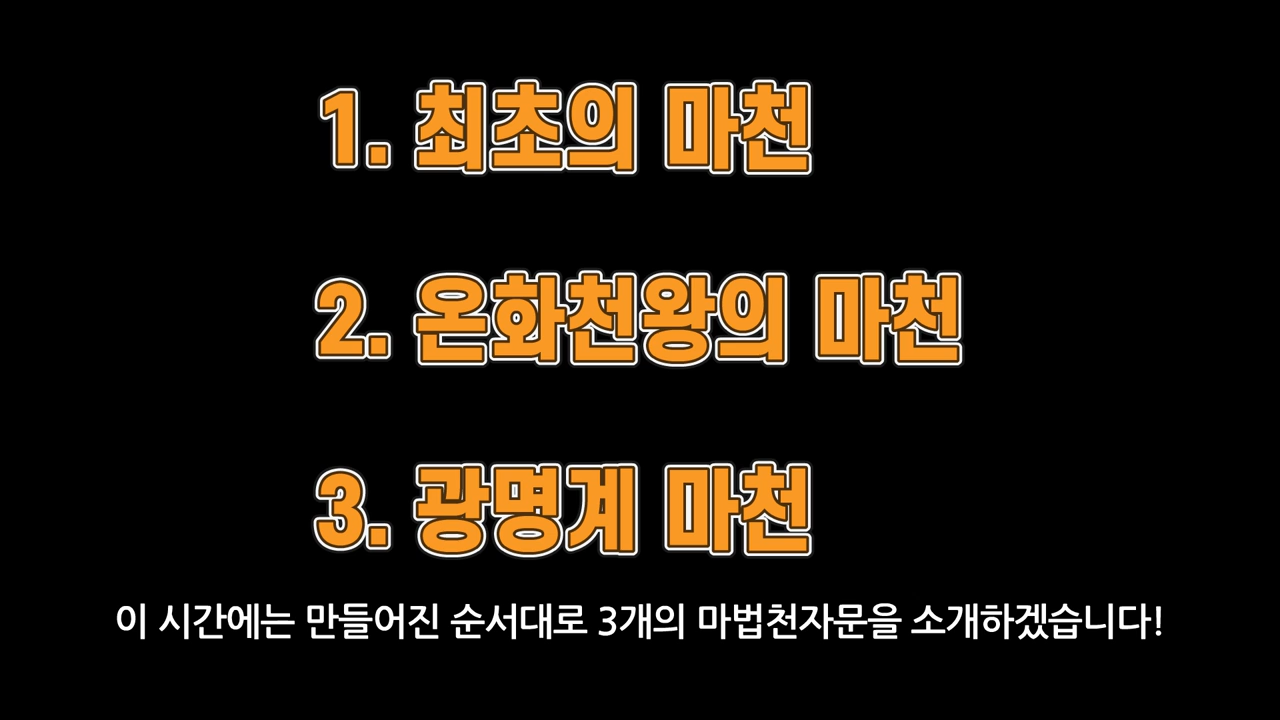 1. 최초의 마천
2. 온화천왕의 마천
3. 광명계 마천
이 시간에는 만들어진 순서대로 3개의 마법천자문을 소개하겠습니다!